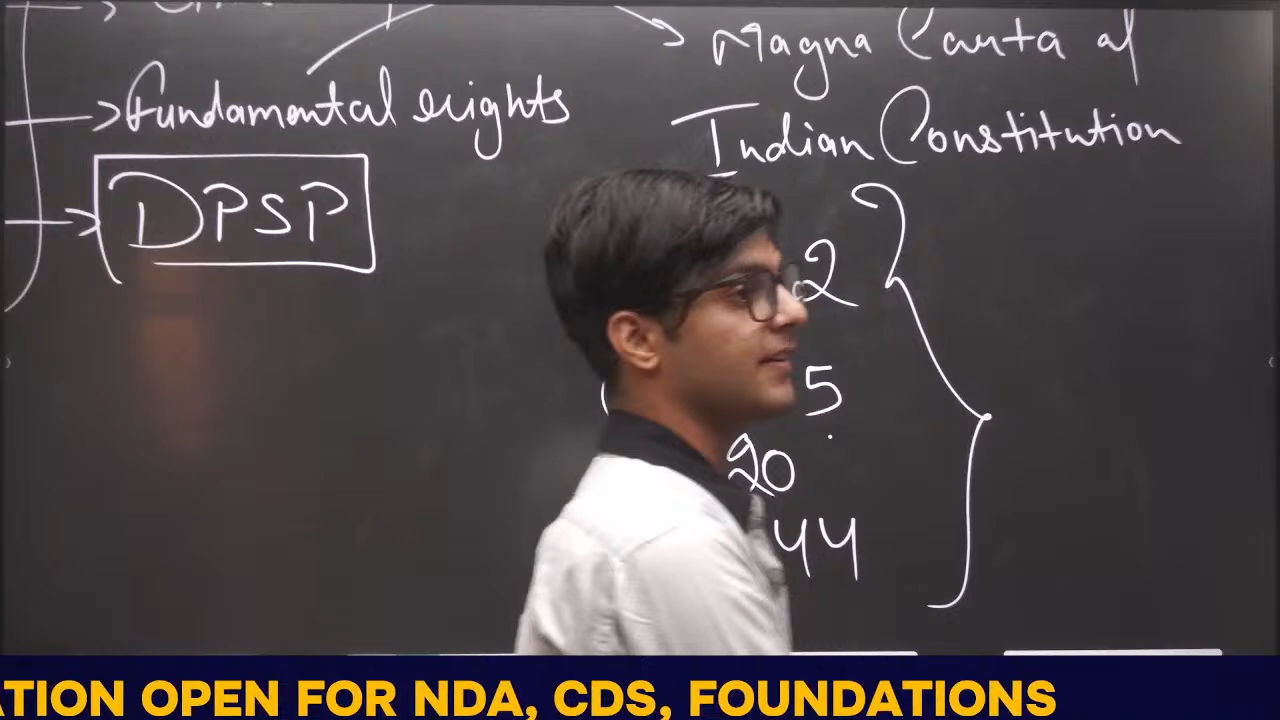 Magna Carta of
Fundamental rights
Indian Constitution
DPSP
2
5
20
44
ATION OPEN FOR NDA, CDS, FOUNDATIONS